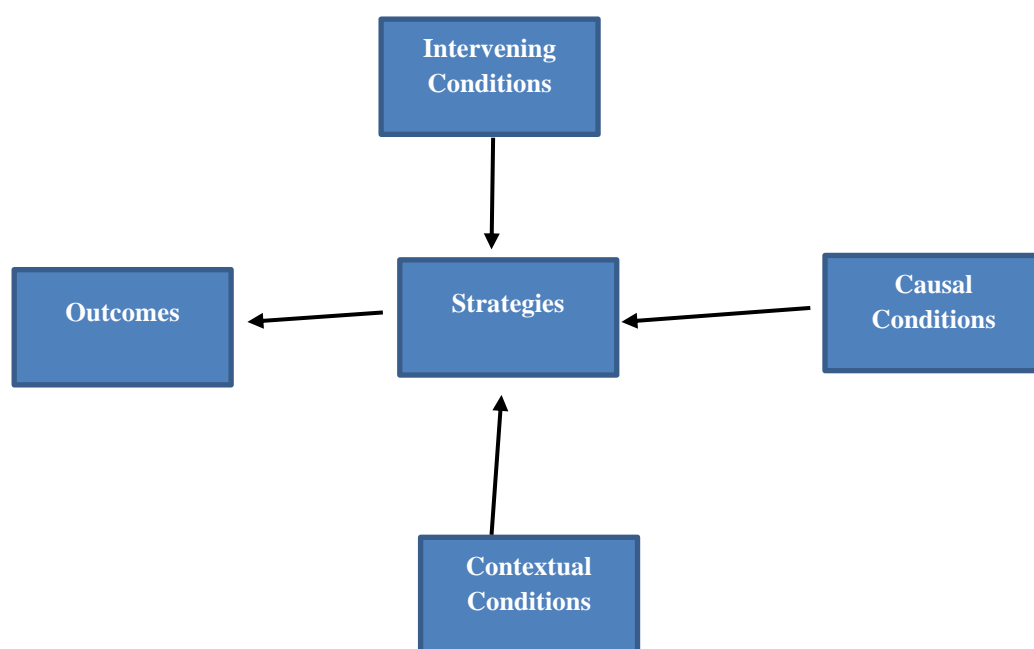 Intervening
Conditions
Outcomes
Strategies
Causal
Conditions
Contextual
Conditions